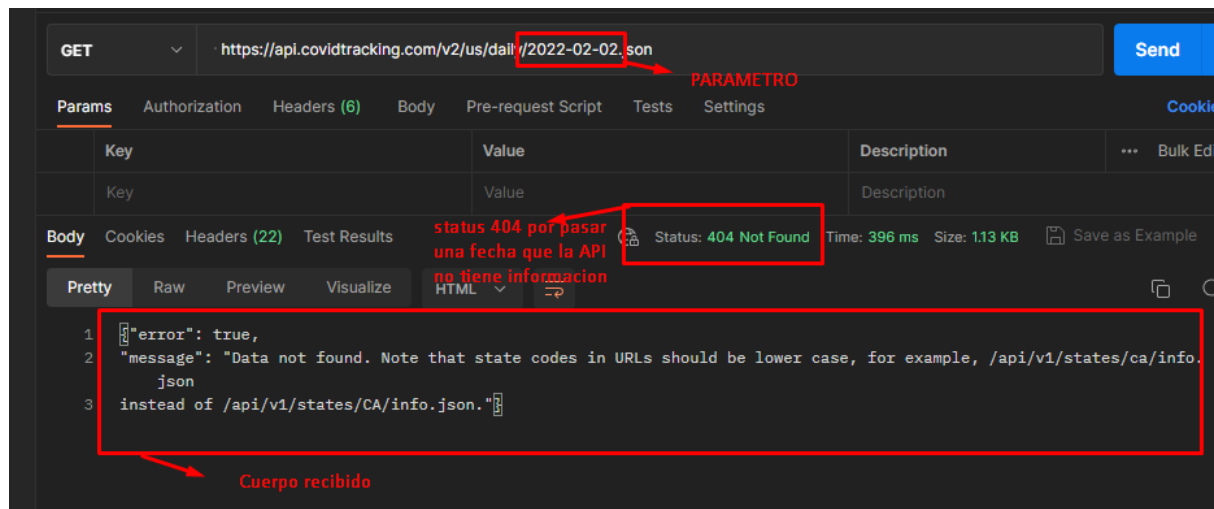 GET https://api.covidtracking.com/v2/us/daily/2022-02-02.json Send
PARAMETRO
Params Authorization Headers (6) Body Pre-request Script Tests Settings Cookie
Key Value Description ••• Bulk Edi
Key Value Description
Body Cookies Headers (22) Test Results
status 404 por pasar
una fecha que la API
no tiene informacion
Status: 404 Not Found Time: 396 ms Size: 1.13 KB Save as Example
Pretty Raw Preview Visualize HTML
1 {"error": true,
2 "message": "Data not found. Note that state codes in URLs should be lower case, for example, /api/v1/states/ca/info.
json
3 instead of /api/v1/states/CA/info.json."}
Cuerpo recibido